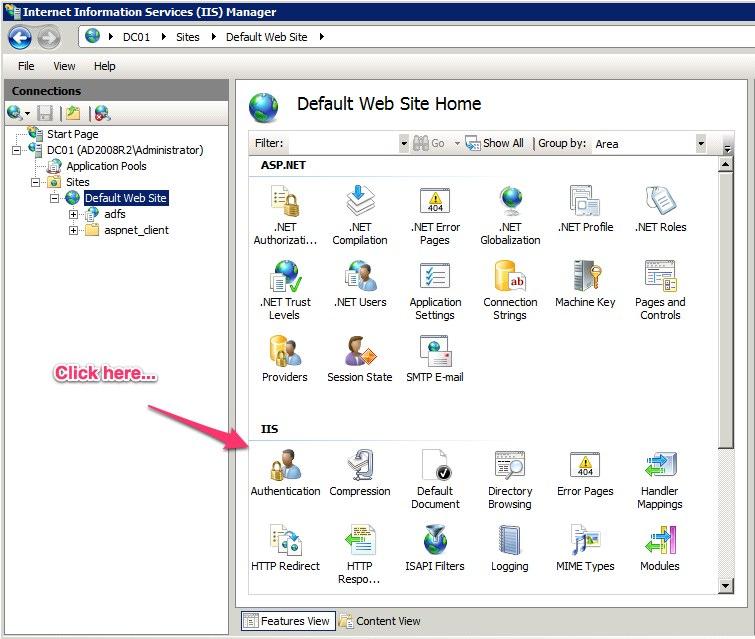 Internet Information Services (IIS) Manager
DC01 Sites Default Web Site
File View Help
Connections
Start Page
DC01 (AD2008R2\Administrator)
Application Pools
Sites
Default Web Site
adfs
aspnet_client
Default Web Site Home
Filter: Go Show All Group by: Area
ASP.NET
.NET Authorizati...
.NET Compilation
.NET Error Pages
.NET Globalization
.NET Profile
.NET Roles
.NET Trust Levels
.NET Users
Application Settings
Connection Strings
Machine Key
Pages and Controls
Providers
Session State
SMTP E-mail
Click here...
IIS
Authentication
Compression
Default Document
Directory Browsing
Error Pages
Handler Mappings
HTTP Redirect
HTTP Respo...
ISAPI Filters
Logging
MIME Types
Modules
Features View Content View